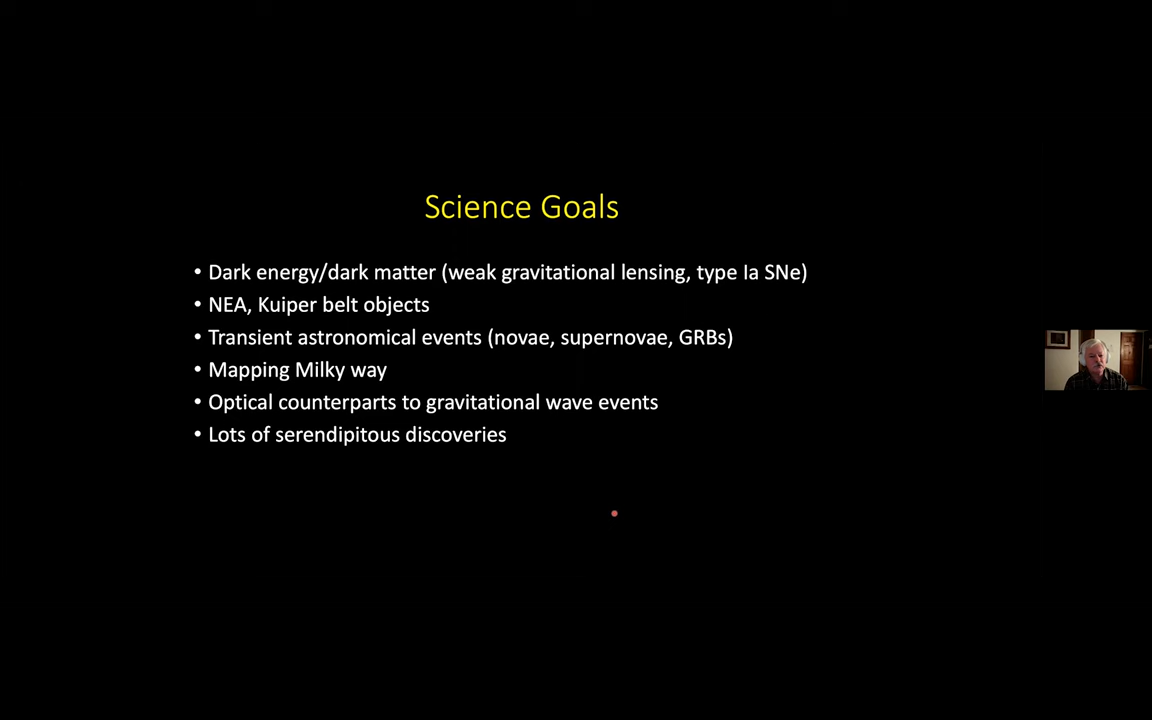 Science Goals
• Dark energy/dark matter (weak gravitational lensing, type Ia SNe)
• NEA, Kuiper belt objects
• Transient astronomical events (novae, supernovae, GRBs)
• Mapping Milky way
• Optical counterparts to gravitational wave events
• Lots of serendipitous discoveries